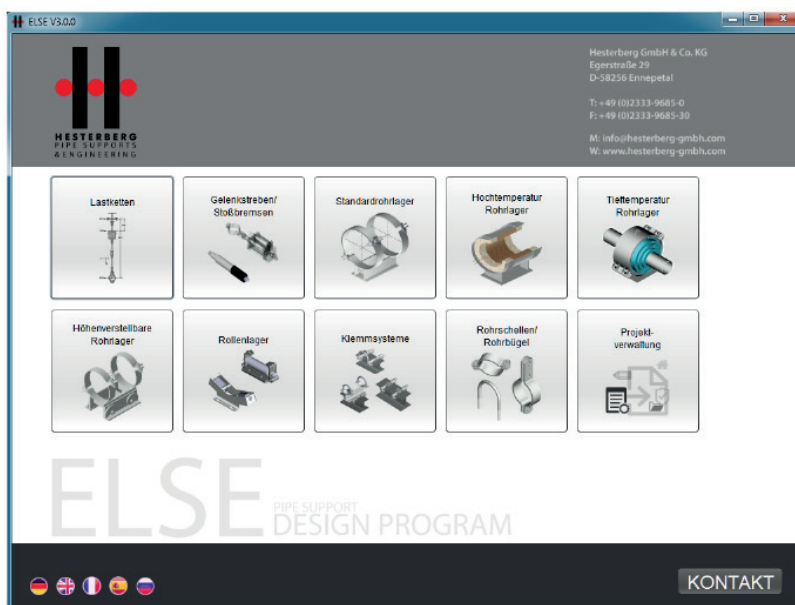 ELSE V3.0.0
Hesterberg GmbH & Co. KG
Egerstraße 29
D-58256 Ennepetal
T: +49 (0)2333-9685-0
F: +49 (0)2333-9685-30
M: info@hesterberg-gmbh.com
W: www.hesterberg-gmbh.com
HESTERBERG
PIPE SUPPORTS
& ENGINEERING
Lastketten
Gelenkstreben/
Stoßbremsen
Standardrohrlager
Hochtemperatur
Rohrlager
Tieftemperatur
Rohrlager
Höhenverstellbare
Rohrlager
Rollenlager
Klemmsysteme
Rohrschellen/
Rohrbügel
Projekt-
verwaltung
ELSE
PIPE SUPPORT
DESIGN PROGRAM
KONTAKT